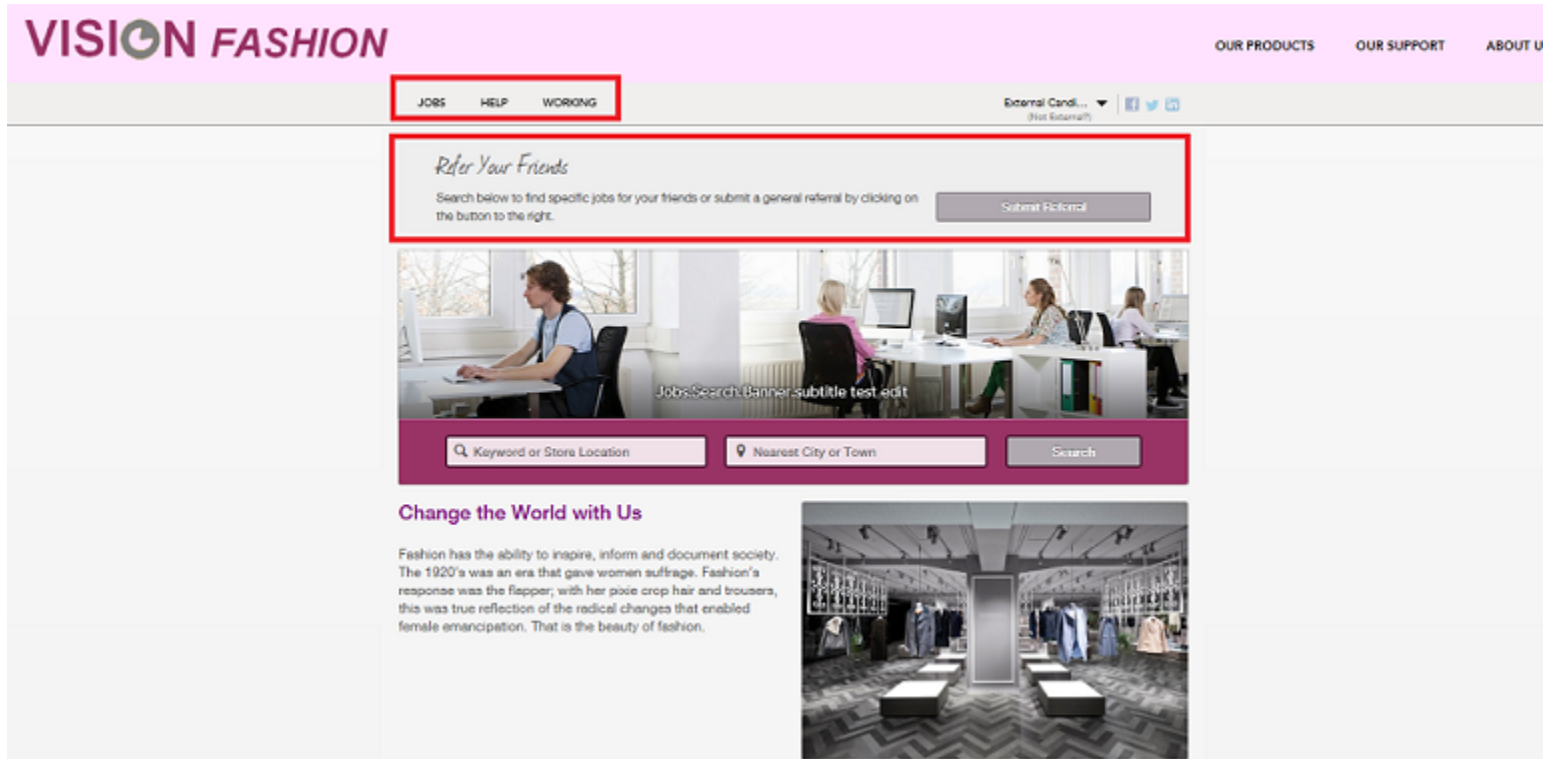 VISION FASHION
OUR PRODUCTS OUR SUPPORT ABOUT U
JOBS HELP WORKING
External Candi...
(Not External?)
Refer Your Friends
Search below to find specific jobs for your friends or submit a general referral by clicking on
the button to the right.
Submit Referral
Jobs.Search.Banner.subtitle test edit
Keyword or Store Location
Nearest City or Town
Search
Change the World with Us
Fashion has the ability to inspire, inform and document society.
The 1920's was an era that gave women suffrage. Fashion's
response was the flapper; with her pixie crop hair and trousers,
this was true reflection of the radical changes that enabled
female emancipation. That is the beauty of fashion.